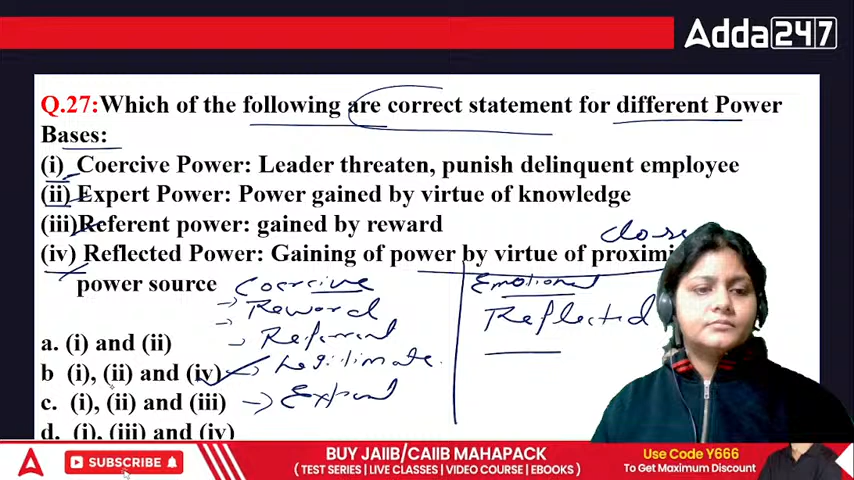 Adda247
Q.27:Which of the following are correct statement for different Power
Bases:
(i) Coercive Power: Leader threaten, punish delinquent employee
(ii) Expert Power: Power gained by virtue of knowledge
(iii)Referent power: gained by reward
close
(iv) Reflected Power: Gaining of power by virtue of proximi
power source
Coercive
Reward
Legitimate
Emotional
Reflected
a. (i) and (ii)
b (i), (ii) and (iv)
c. (i), (ii) and (iii)
d. (i), (iii) and (iv)
SUBSCRIBE
BUY JAIIB/CAIIB MAHAPACK
( TEST SERIES | LIVE CLASSES | VIDEO COURSE | EBOOKS )
Use Code Y666
To Get Maximum Discount